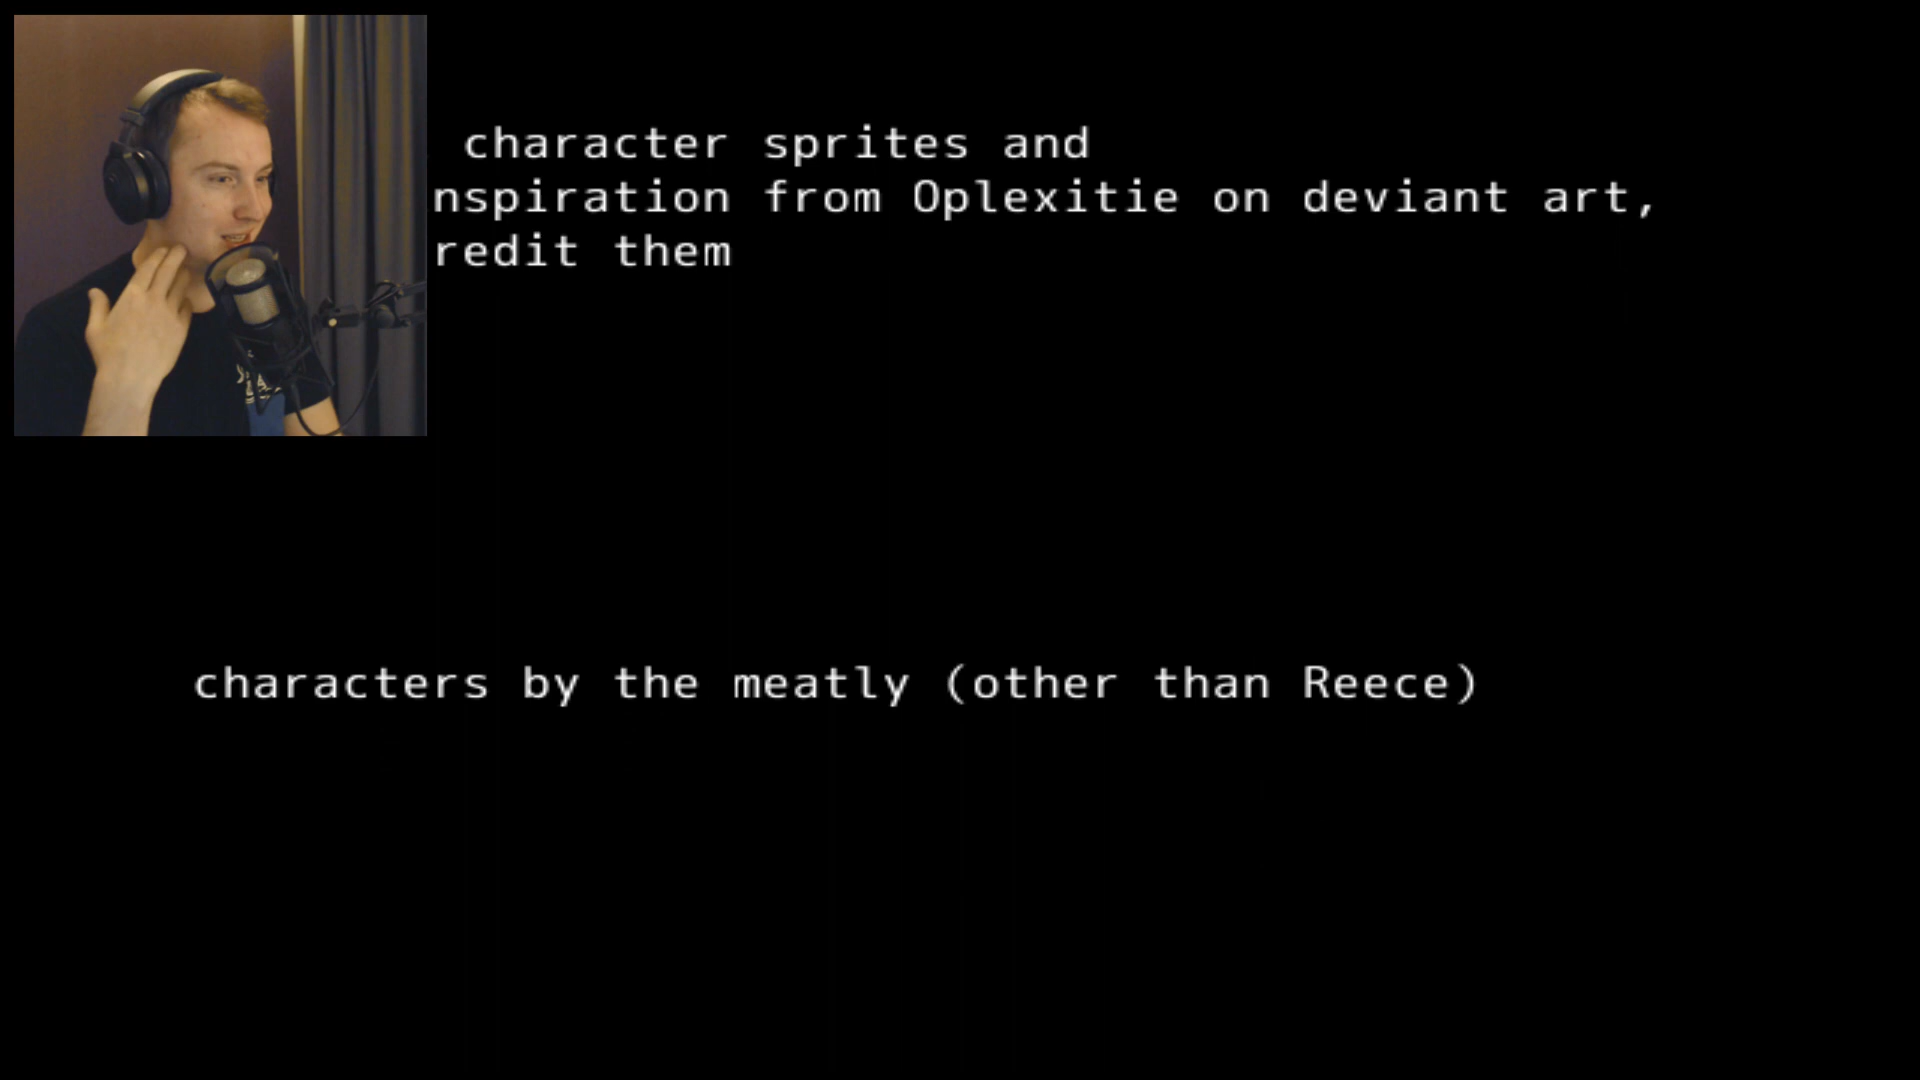 character sprites and
nspiration from Oplexitie on deviant art,
redit them
characters by the meatly (other than Reece)